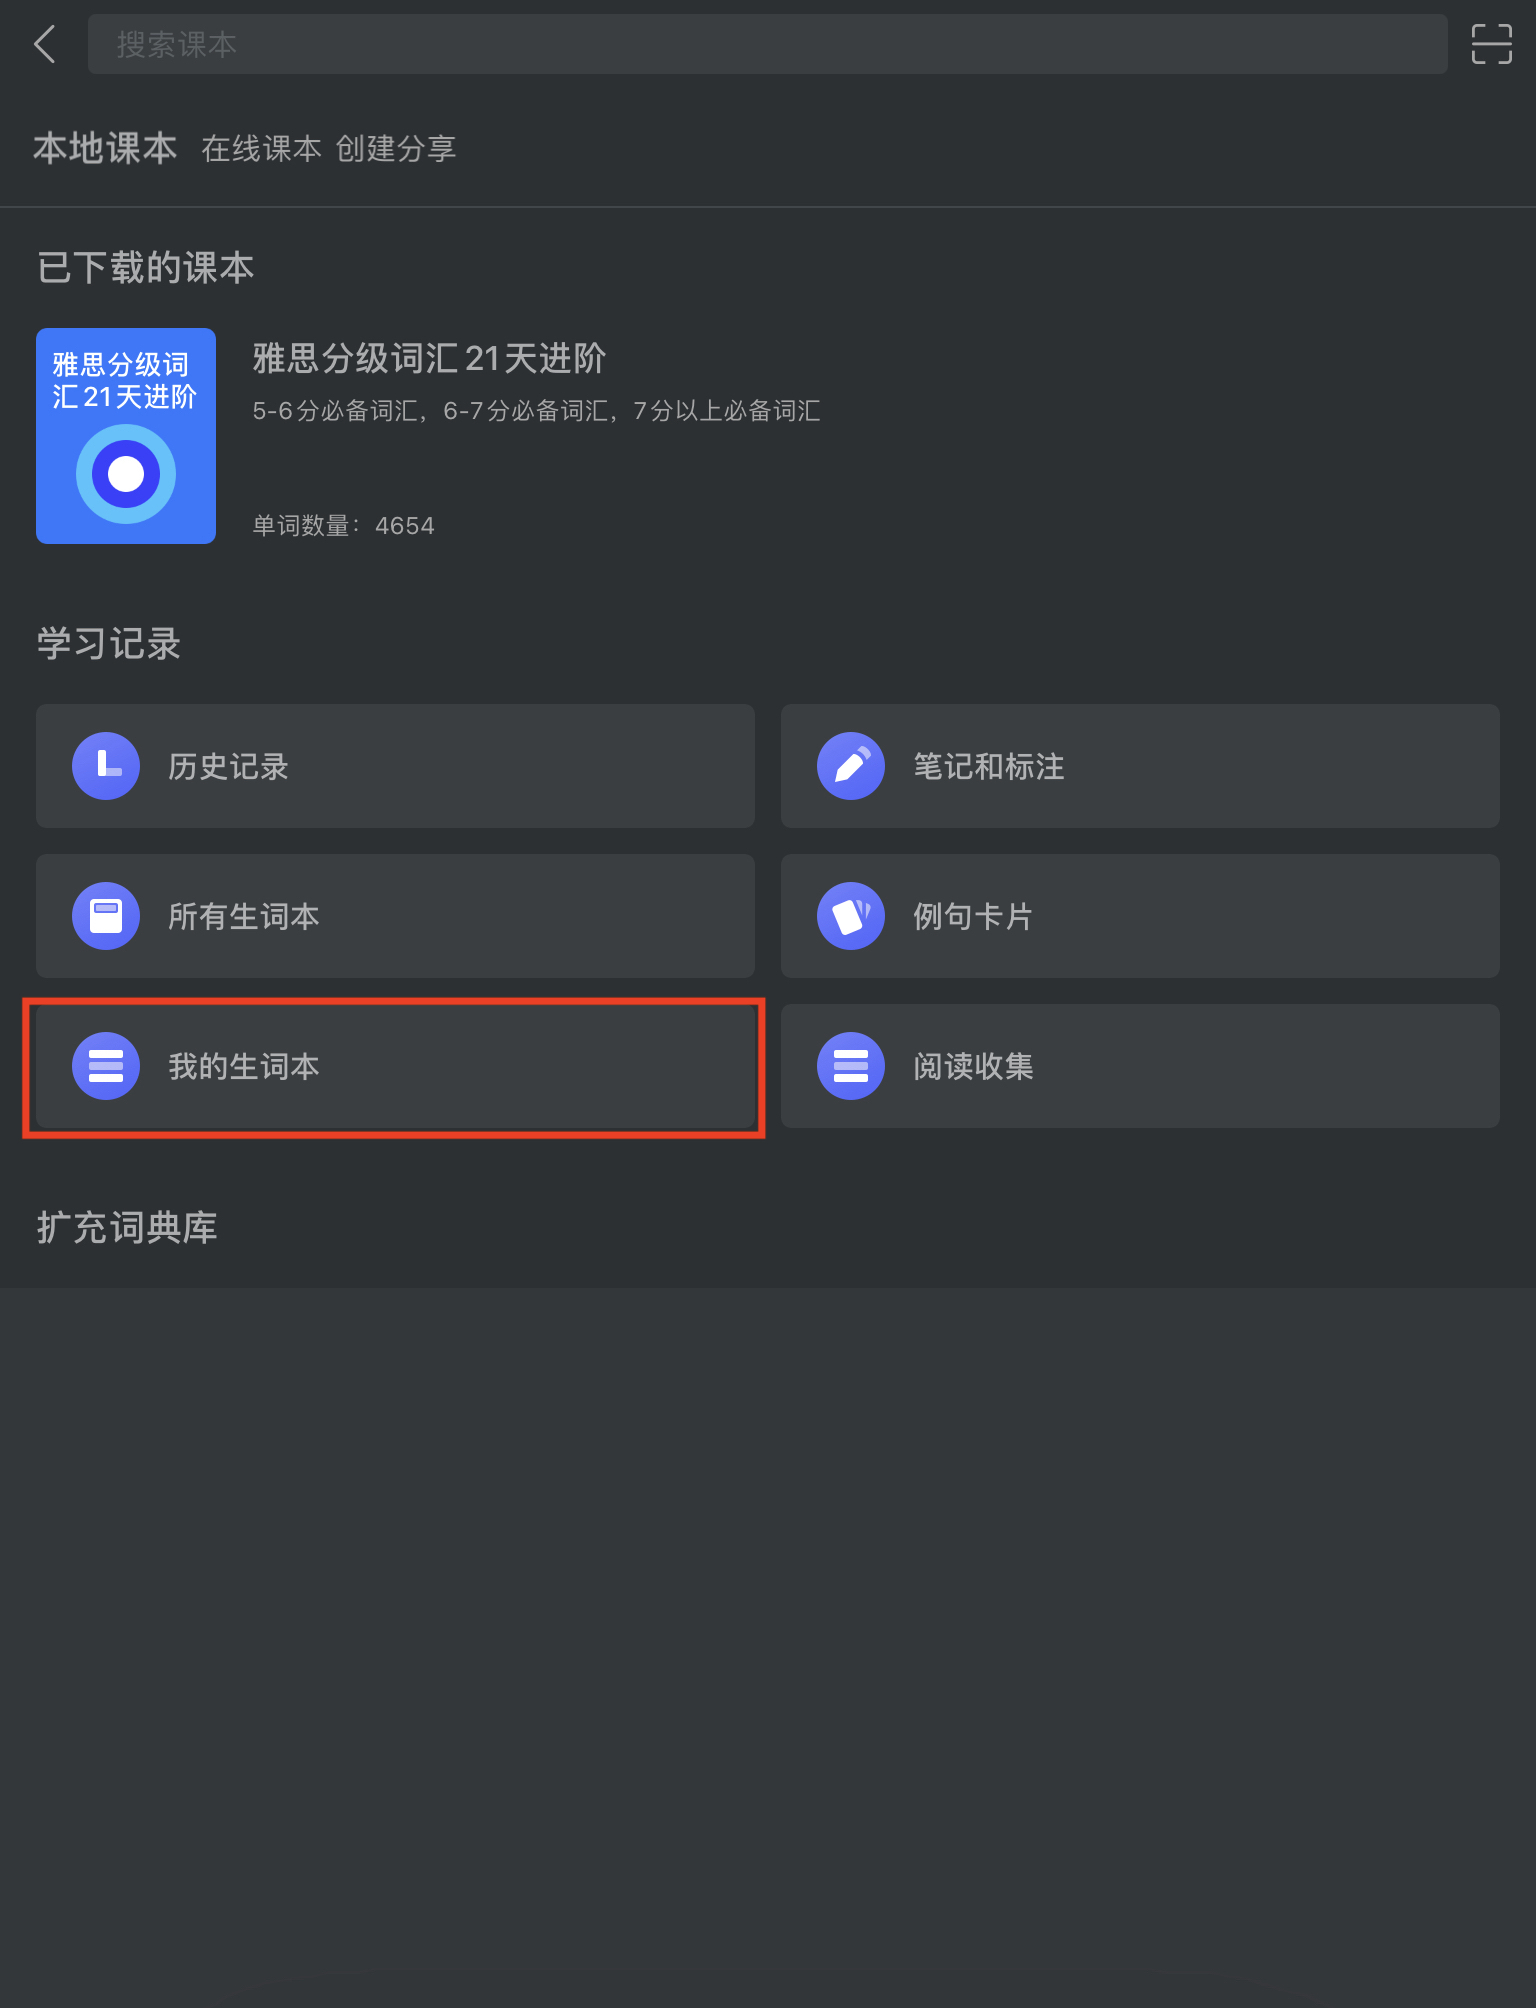 搜索课本
本地课本 在线课本 创建分享
已下载的课本
雅思分级词
汇21天进阶
雅思分级词汇21天进阶
5-6分必备词汇，6-7分必备词汇，7分以上必备词汇
单词数量：4654
学习记录
历史记录
笔记和标注
所有生词本
例句卡片
我的生词本
阅读收集
扩充词典库